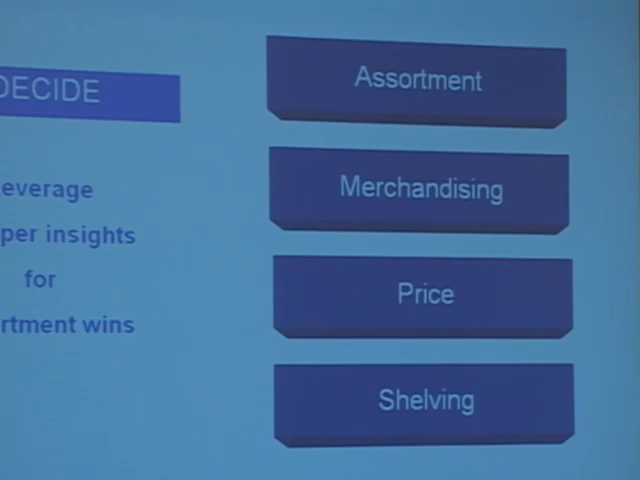 DECIDE
everage
per insights
for
rtment wins
Assortment
Merchandising
Price
Shelving